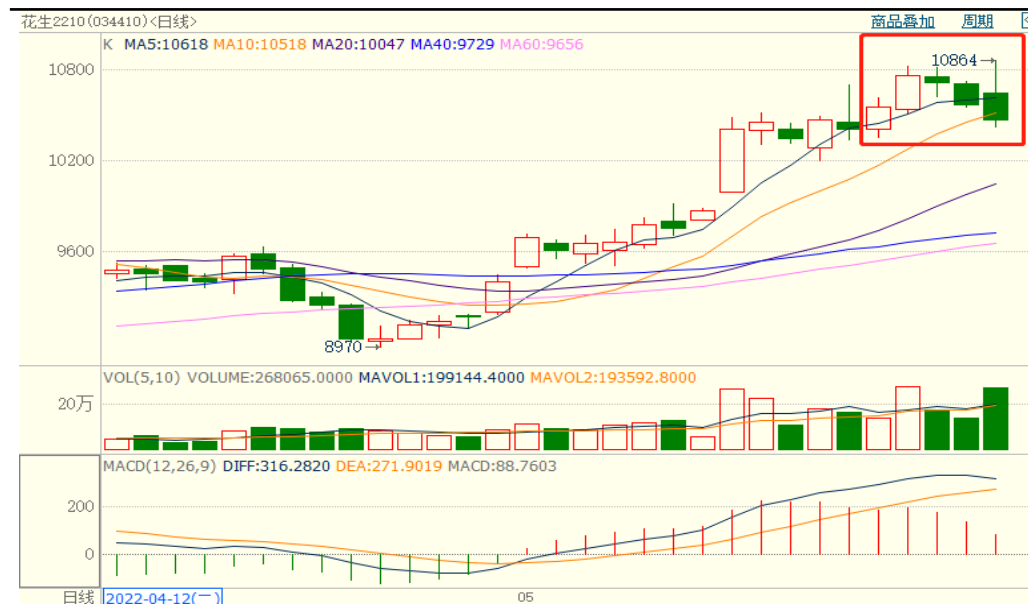 花生2210(034410)<日线> 商品叠加 周期
K MA5:10618 MA10:10518 MA20:10047 MA40:9729 MA60:9656
10800
10864→
10200
9600
8970→
VOL(5,10) VOLUME:268065.0000 MAVOL1:199144.4000 MAVOL2:193592.8000
20万
MACD(12,26,9) DIFF:316.2820 DEA:271.9019 MACD:88.7603
200
0
日线 2022-04-12(二) 05